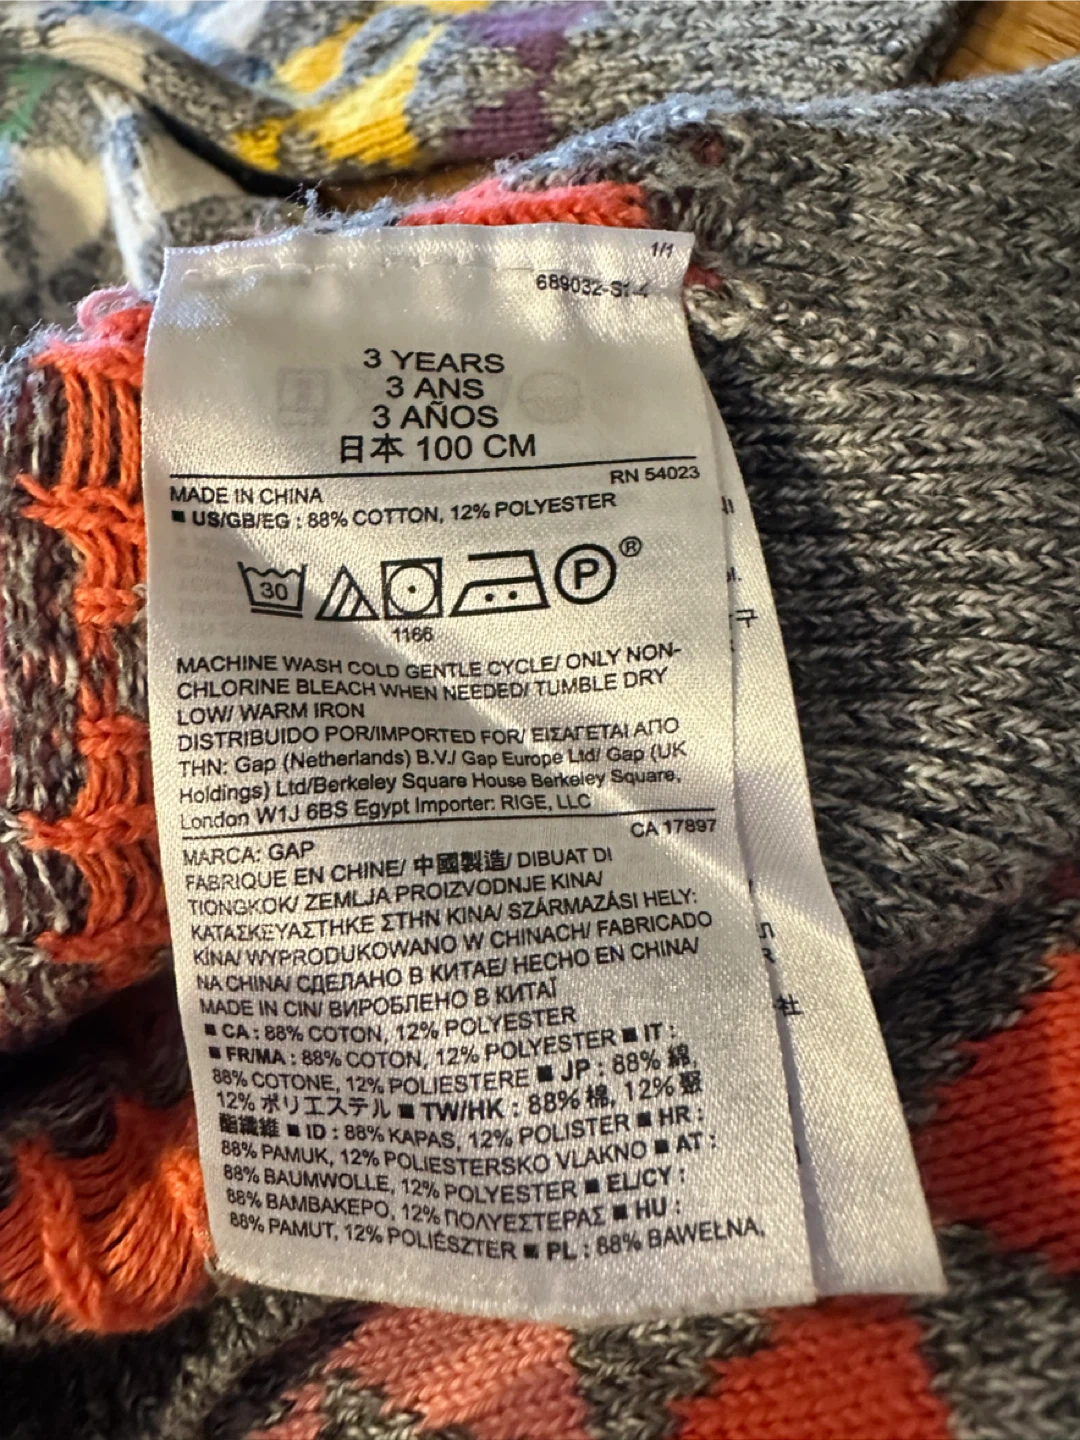 1/1
689032-S1-4
3 YEARS
3 ANS
3 AÑOS
日本 100 CM
RN 54023
MADE IN CHINA
■ US/GB/EG : 88% COTTON, 12% POLYESTER
30
P ®
1166
MACHINE WASH COLD GENTLE CYCLE/ ONLY NON-
CHLORINE BLEACH WHEN NEEDED/ TUMBLE DRY
LOW/ WARM IRON
DISTRIBUIDO POR/IMPORTED FOR/ ΕΙΣΑΓΕΤΑΙ ΑΠΟ
ΤΗΝ: Gap (Netherlands) B.V./ Gap Europe Ltd/ Gap (UK
Holdings) Ltd/Berkeley Square House Berkeley Square,
London W1J 6BS Egypt Importer: RIGE, LLC
CA 17897
MARCA: GAP
FABRIQUE EN CHINE/ 中國製造/ DIBUAT DI
TIONGKOK/ ZEMLJA PROIZVODNJE KINA/
ΚΑΤΑΣΚΕΥΑΣΤΗΚΕ ΣΤΗΝ ΚΙΝΑ/ SZÁRMAZÁSI HELY:
KÍNA/ WYPRODUKOWANO W CHINACH/ FABRICADO
NA CHINA/ СДЕЛАНО В КИТАЕ/ HECHO EN CHINA/
MADE IN CIN/ ВИРОБЛЕНО В КИТАЇ
■ CA : 88% COTON, 12% POLYESTER
■ FR/MA : 88% COTON, 12% POLYESTER ■ IT :
88% COTONE, 12% POLIESTERE ■ JP : 88% 綿,
12% ポリエステル ■ TW/HK : 88% 棉, 12% 聚
酯纖維 ■ ID : 88% KAPAS, 12% POLISTER ■ HR :
88% PAMUK, 12% POLIESTERSKO VLAKNO ■ AT :
88% BAUMWOLLE, 12% POLYESTER ■ EL/CY :
88% ΒΑΜΒΑΚΕΡΟ, 12% ΠΟΛΥΕΣΤΕΡΑΣ ■ HU :
88% PAMUT, 12% POLIÉSZTER ■ PL : 88% BAWEŁNA,